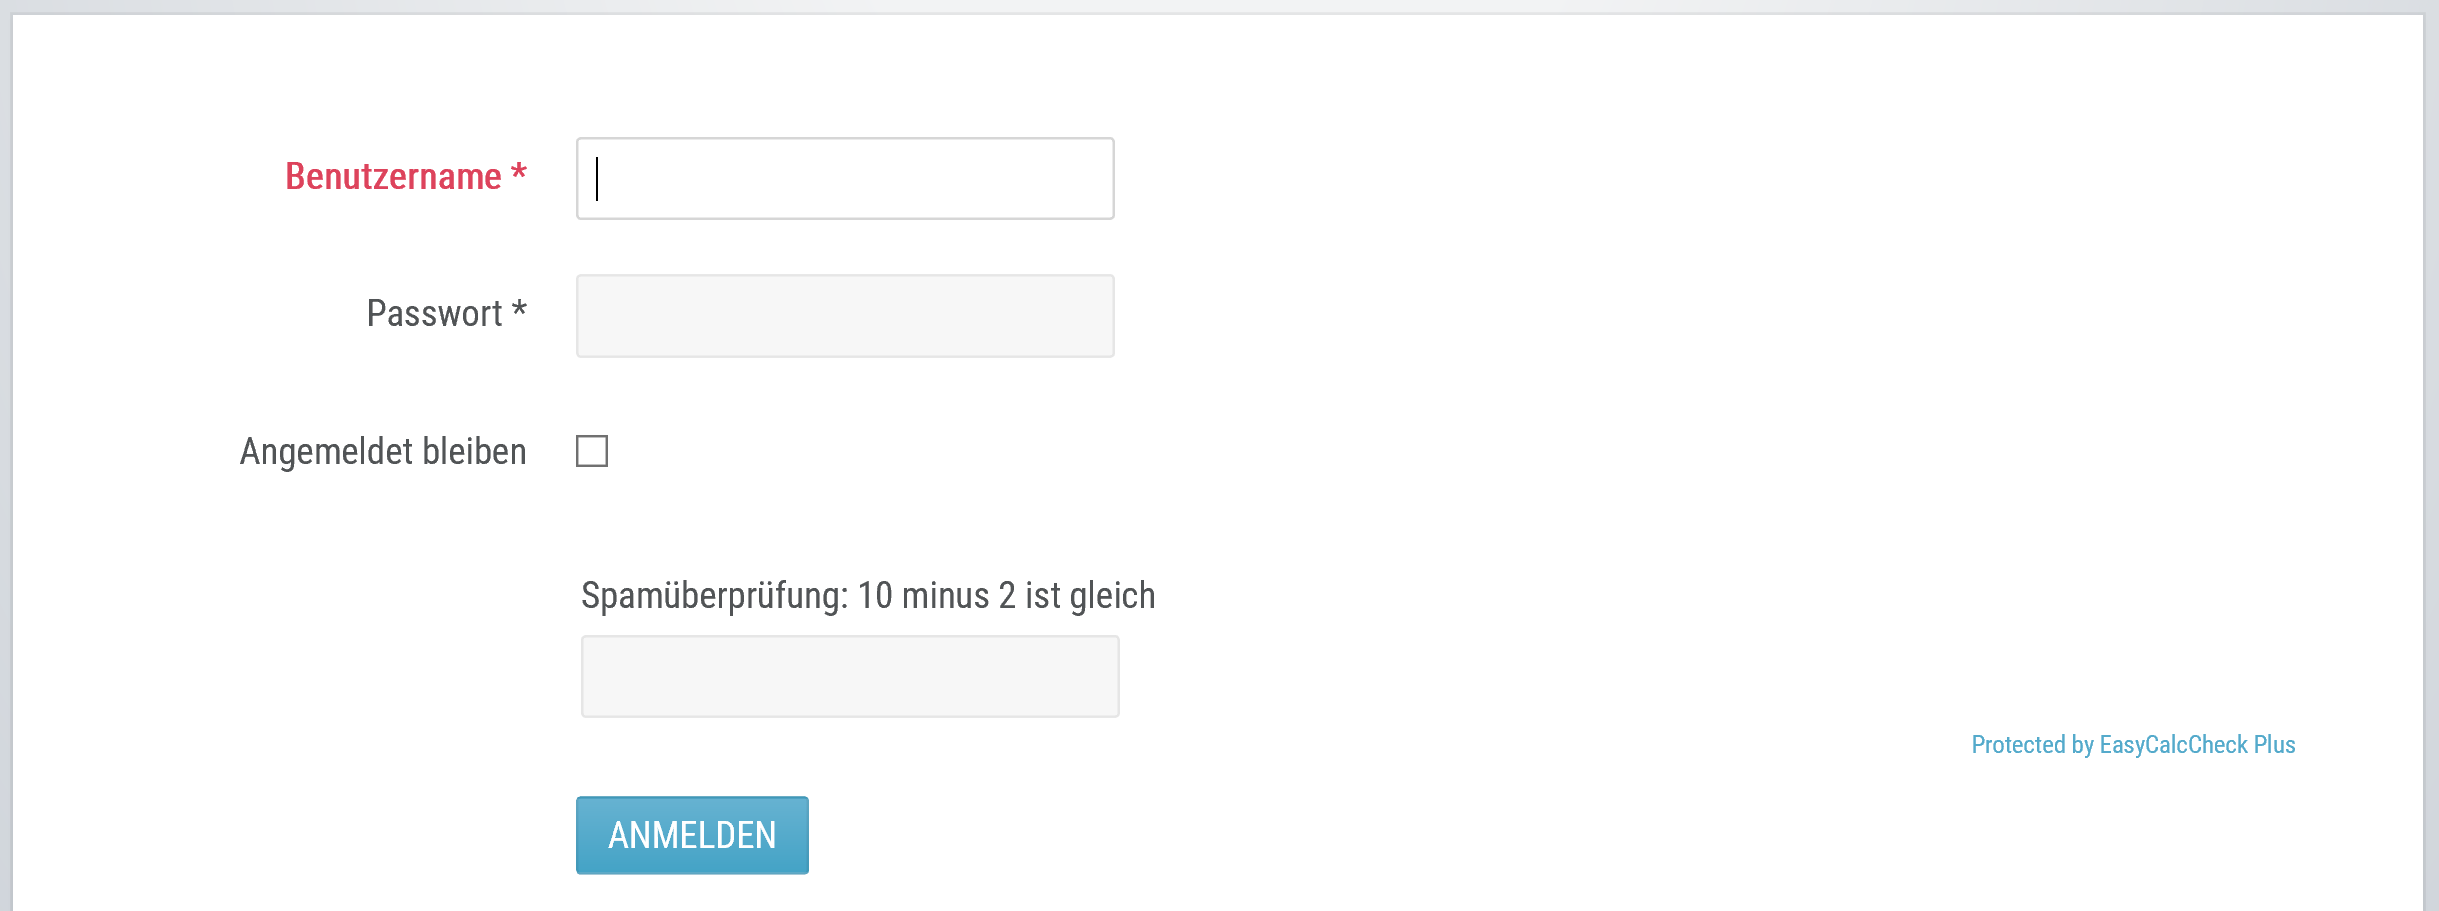 Benutzername *
Passwort *
Angemeldet bleiben
Spamüberprüfung: 10 minus 2 ist gleich
Protected by EasyCalcCheck Plus
ANMELDEN